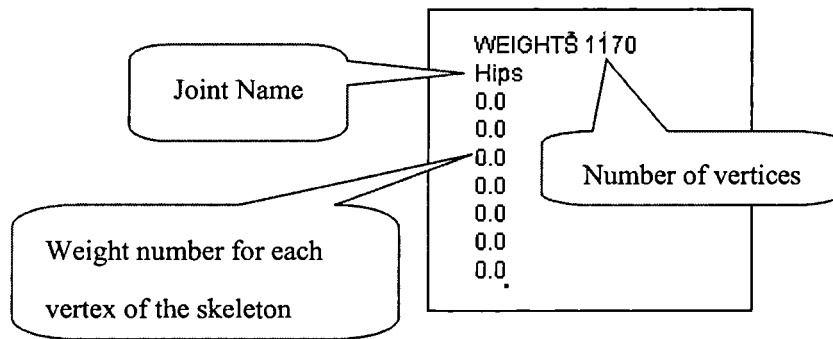 WEIGHTS 1170
Hips
0.0
0.0
0.0
0.0
0.0
0.0
0.0
Joint Name
Number of vertices
Weight number for each
vertex of the skeleton